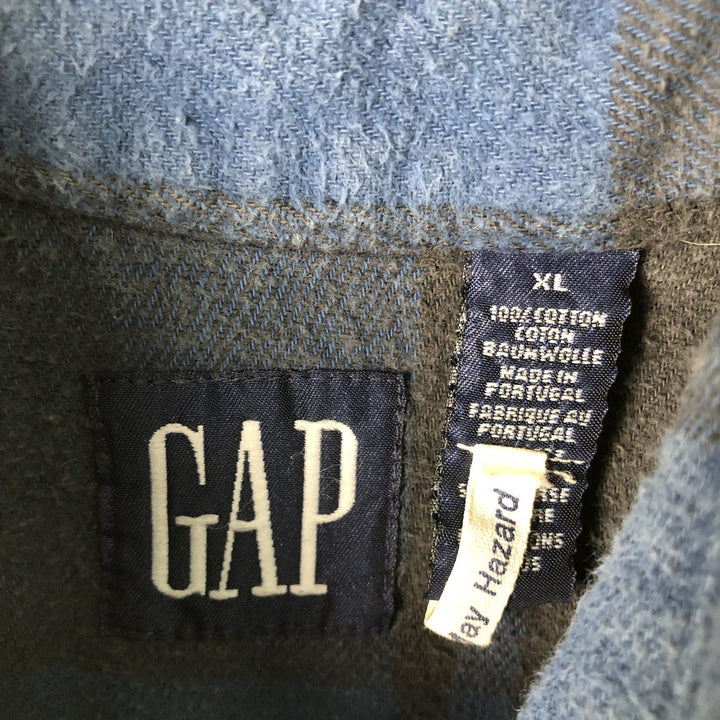 GAP
XL
100% COTTON
COTON
BAUMWOLLE
MADE IN
PORTUGAL
FABRIQUE AU
PORTUGAL
Hazard